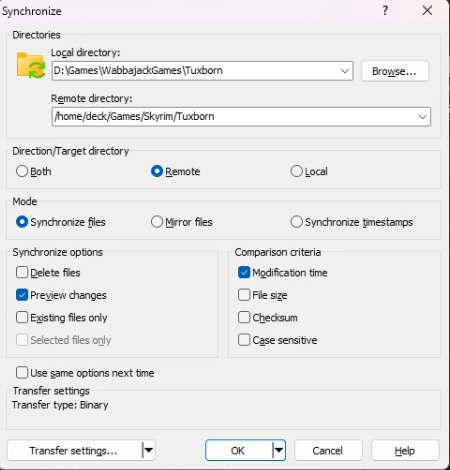 Synchronize
Directories
Local directory:
D:\Games\WabbajackGames\Tuxborn
Browse...
Remote directory:
/home/deck/Games/Skyrim/Tuxborn
Direction/Target directory
Both
Remote
Local
Mode
Synchronize files
Mirror files
Synchronize timestamps
Synchronize options
Comparison criteria
Delete files
Modification time
Preview changes
File size
Existing files only
Checksum
Selected files only
Case sensitive
Use same options next time
Transfer settings
Transfer type: Binary
Transfer settings...
OK
Cancel
Help